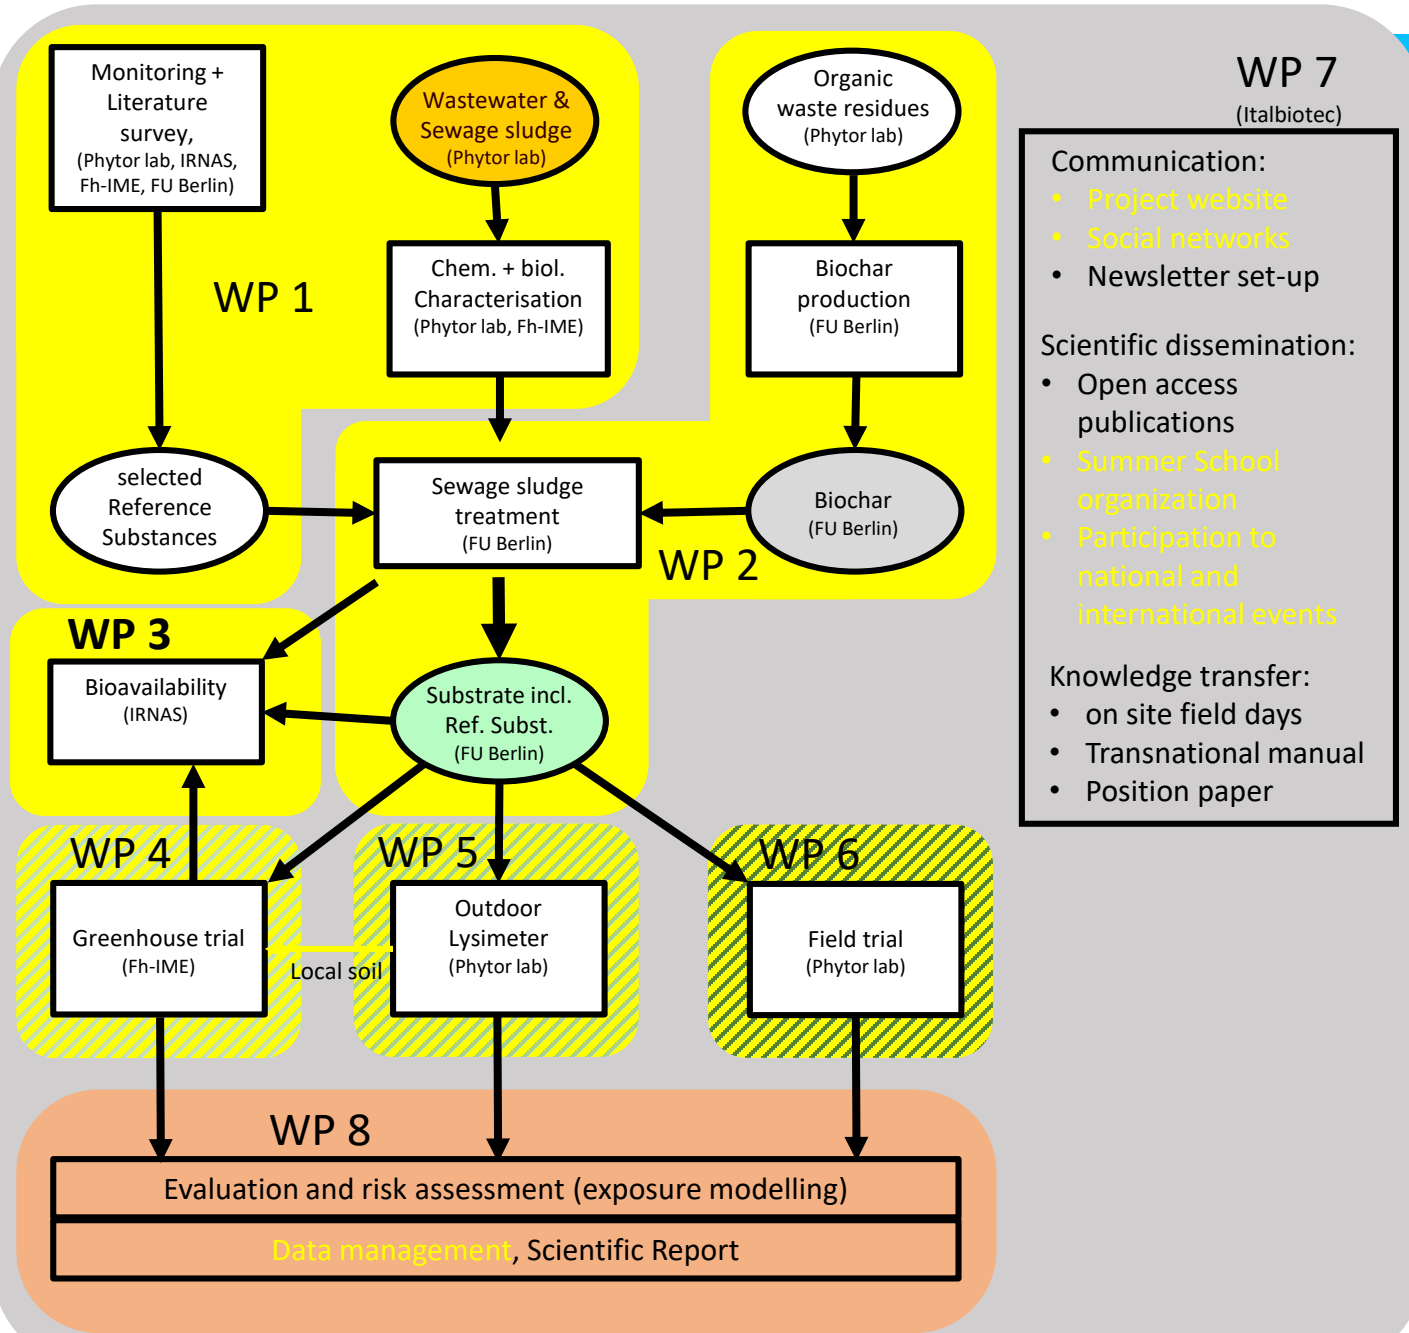 Monitoring +
Literature
survey,
(Phytor lab, IRNAS,
Fh-IME, FU Berlin)
Wastewater &
Sewage sludge
(Phytor lab)
Organic
waste residues
(Phytor lab)
WP 1
Chem. + biol.
Characterisation
(Phytor lab, Fh-IME)
Biochar
production
(FU Berlin)
selected
Reference
Substances
Sewage sludge
treatment
(FU Berlin)
Biochar
(FU Berlin)
WP 2
WP 3
Bioavailability
(IRNAS)
Substrate incl.
Ref. Subst.
(FU Berlin)
WP 4
WP 5
WP 6
Greenhouse trial
(Fh-IME)
Local soil
Outdoor
Lysimeter
(Phytor lab)
Field trial
(Phytor lab)
WP 8
Evaluation and risk assessment (exposure modelling)
Data management, Scientific Report
WP 7
(Italbiotec)
Communication:
• Project website
• Social networks
• Newsletter set-up
Scientific dissemination:
• Open access
publications
• Summer School
organization
• Participation to
national and
international events
Knowledge transfer:
• on site field days
• Transnational manual
• Position paper